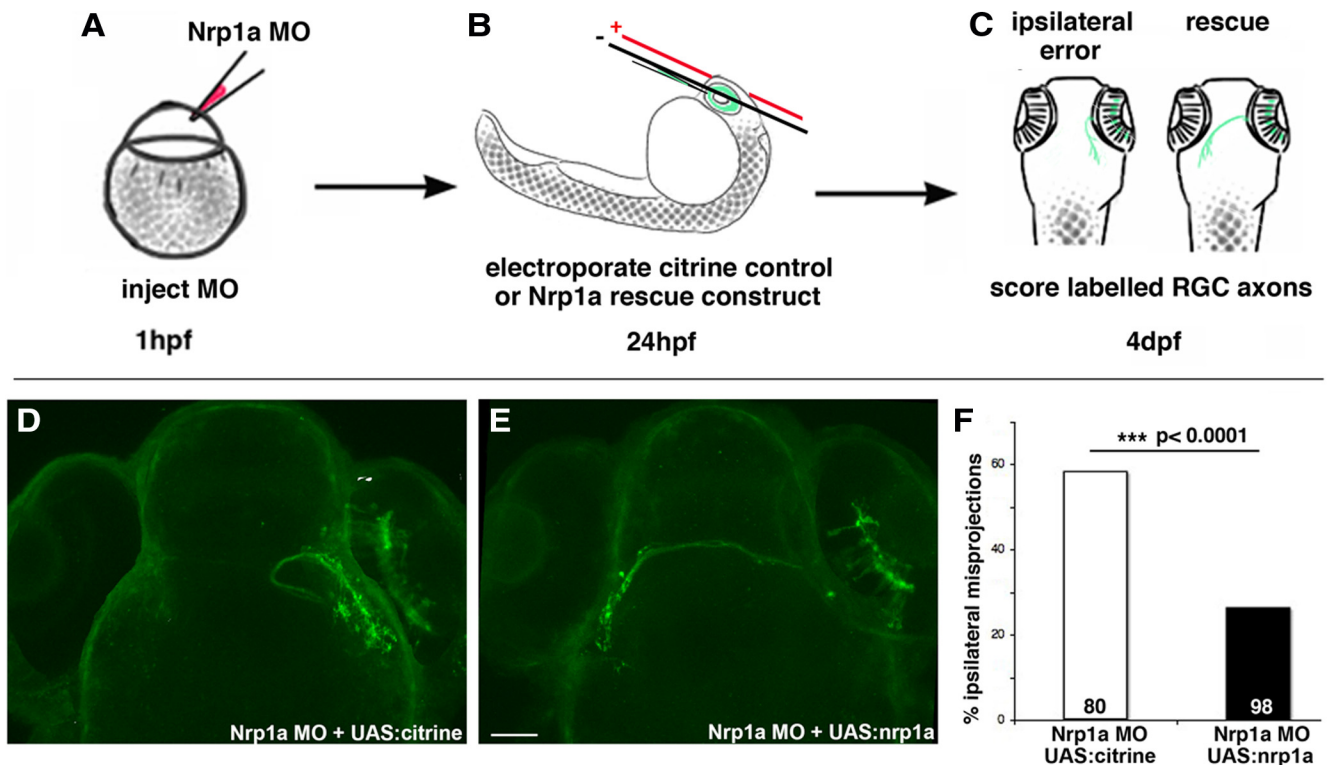 A
Nrp1a MO
inject MO
1hpf
B
- +
electroporate citrine control
or Nrp1a rescue construct
24hpf
C
ipsilateral
error
rescue
score labelled RGC axons
4dpf
D
Nrp1a MO + UAS:citrine
E
Nrp1a MO + UAS:nrp1a
F
% ipsilateral misprojections
60
40
20
0
*** p< 0.0001
80
98
Nrp1a MO
UAS:citrine
Nrp1a MO
UAS:nrp1a